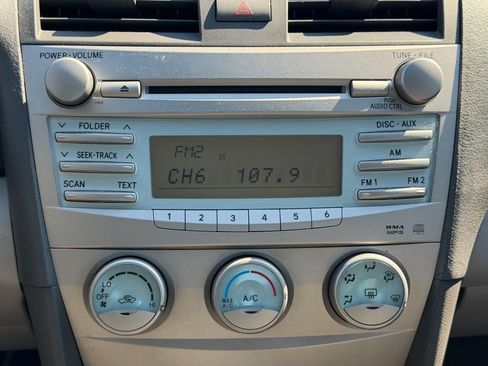 POWER·VOLUME
TUNE·FILE
PUSH
AUDIO CTRL
FOLDER
DISC·AUX
SEEK·TRACK
AM
SCAN TEXT
FM1 FM2
FM2 ST
CH6 107.9
1 2 3 4 5 6
WMA
MP3
LO
OFF
HI
MAX
A/C
A/C